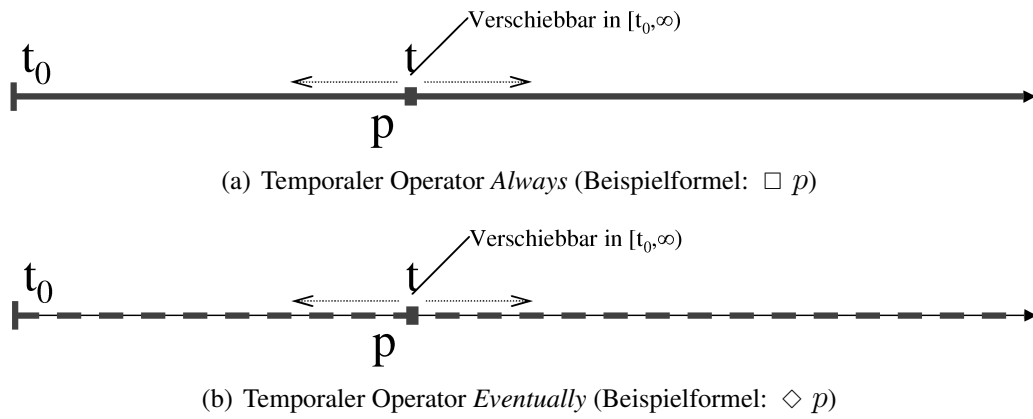 Verschiebbar in [t₀,∞)
t₀ t
p
(a) Temporaler Operator Always (Beispielformel: □ p)
Verschiebbar in [t₀,∞)
t₀ t
p
(b) Temporaler Operator Eventually (Beispielformel: ◇ p)